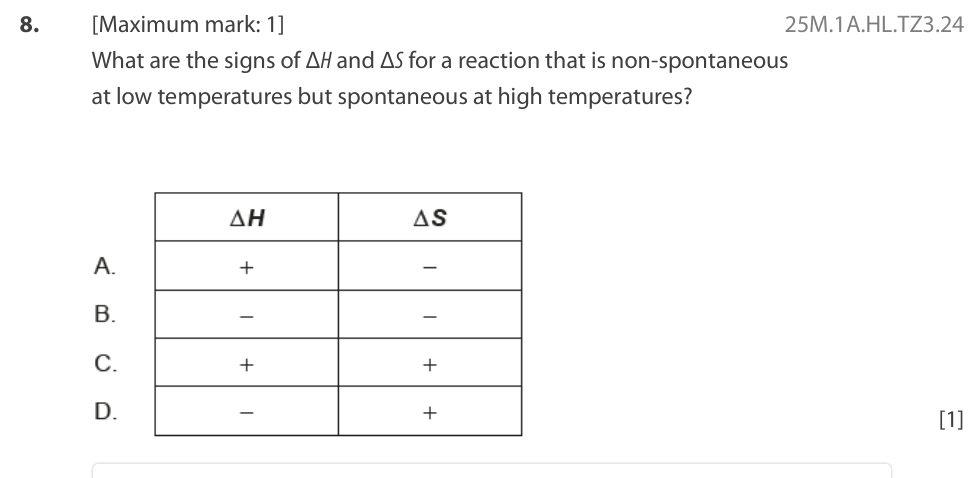 8. [Maximum mark: 1] 25M.1A.HL.TZ3.24
What are the signs of ΔH and ΔS for a reaction that is non-spontaneous
at low temperatures but spontaneous at high temperatures?
ΔH ΔS
A. + −
B. − −
C. + +
D. − +
[1]